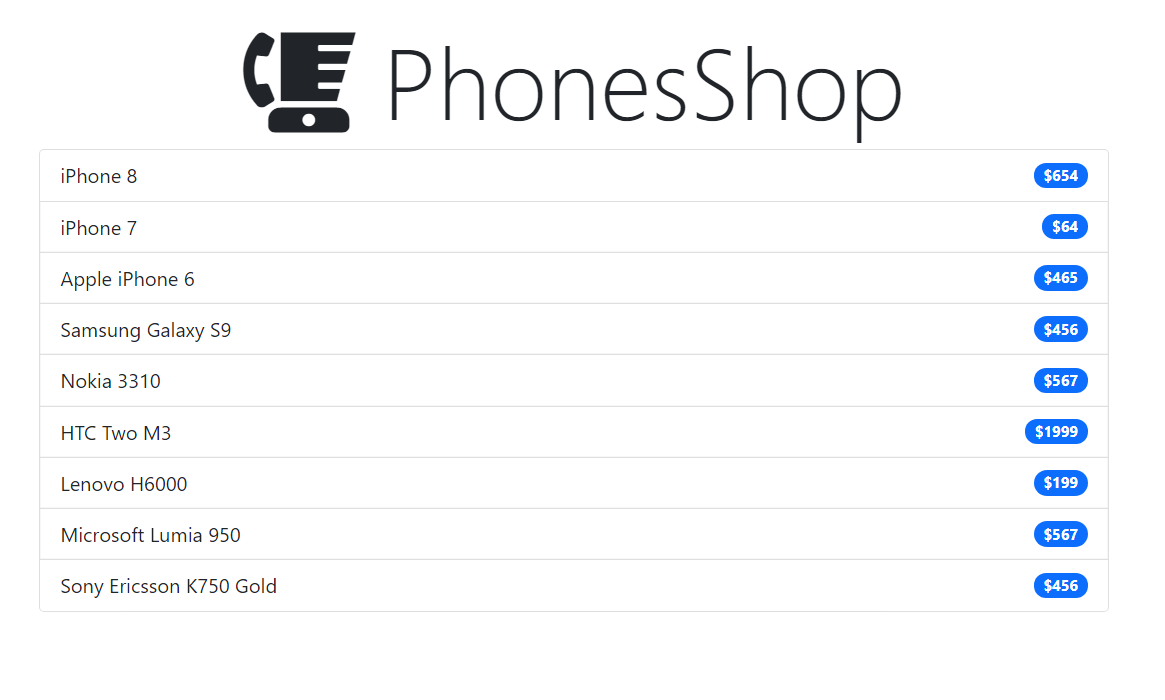 PhonesShop
iPhone 8 $654
iPhone 7 $64
Apple iPhone 6 $465
Samsung Galaxy S9 $456
Nokia 3310 $567
HTC Two M3 $1999
Lenovo H6000 $199
Microsoft Lumia 950 $567
Sony Ericsson K750 Gold $456